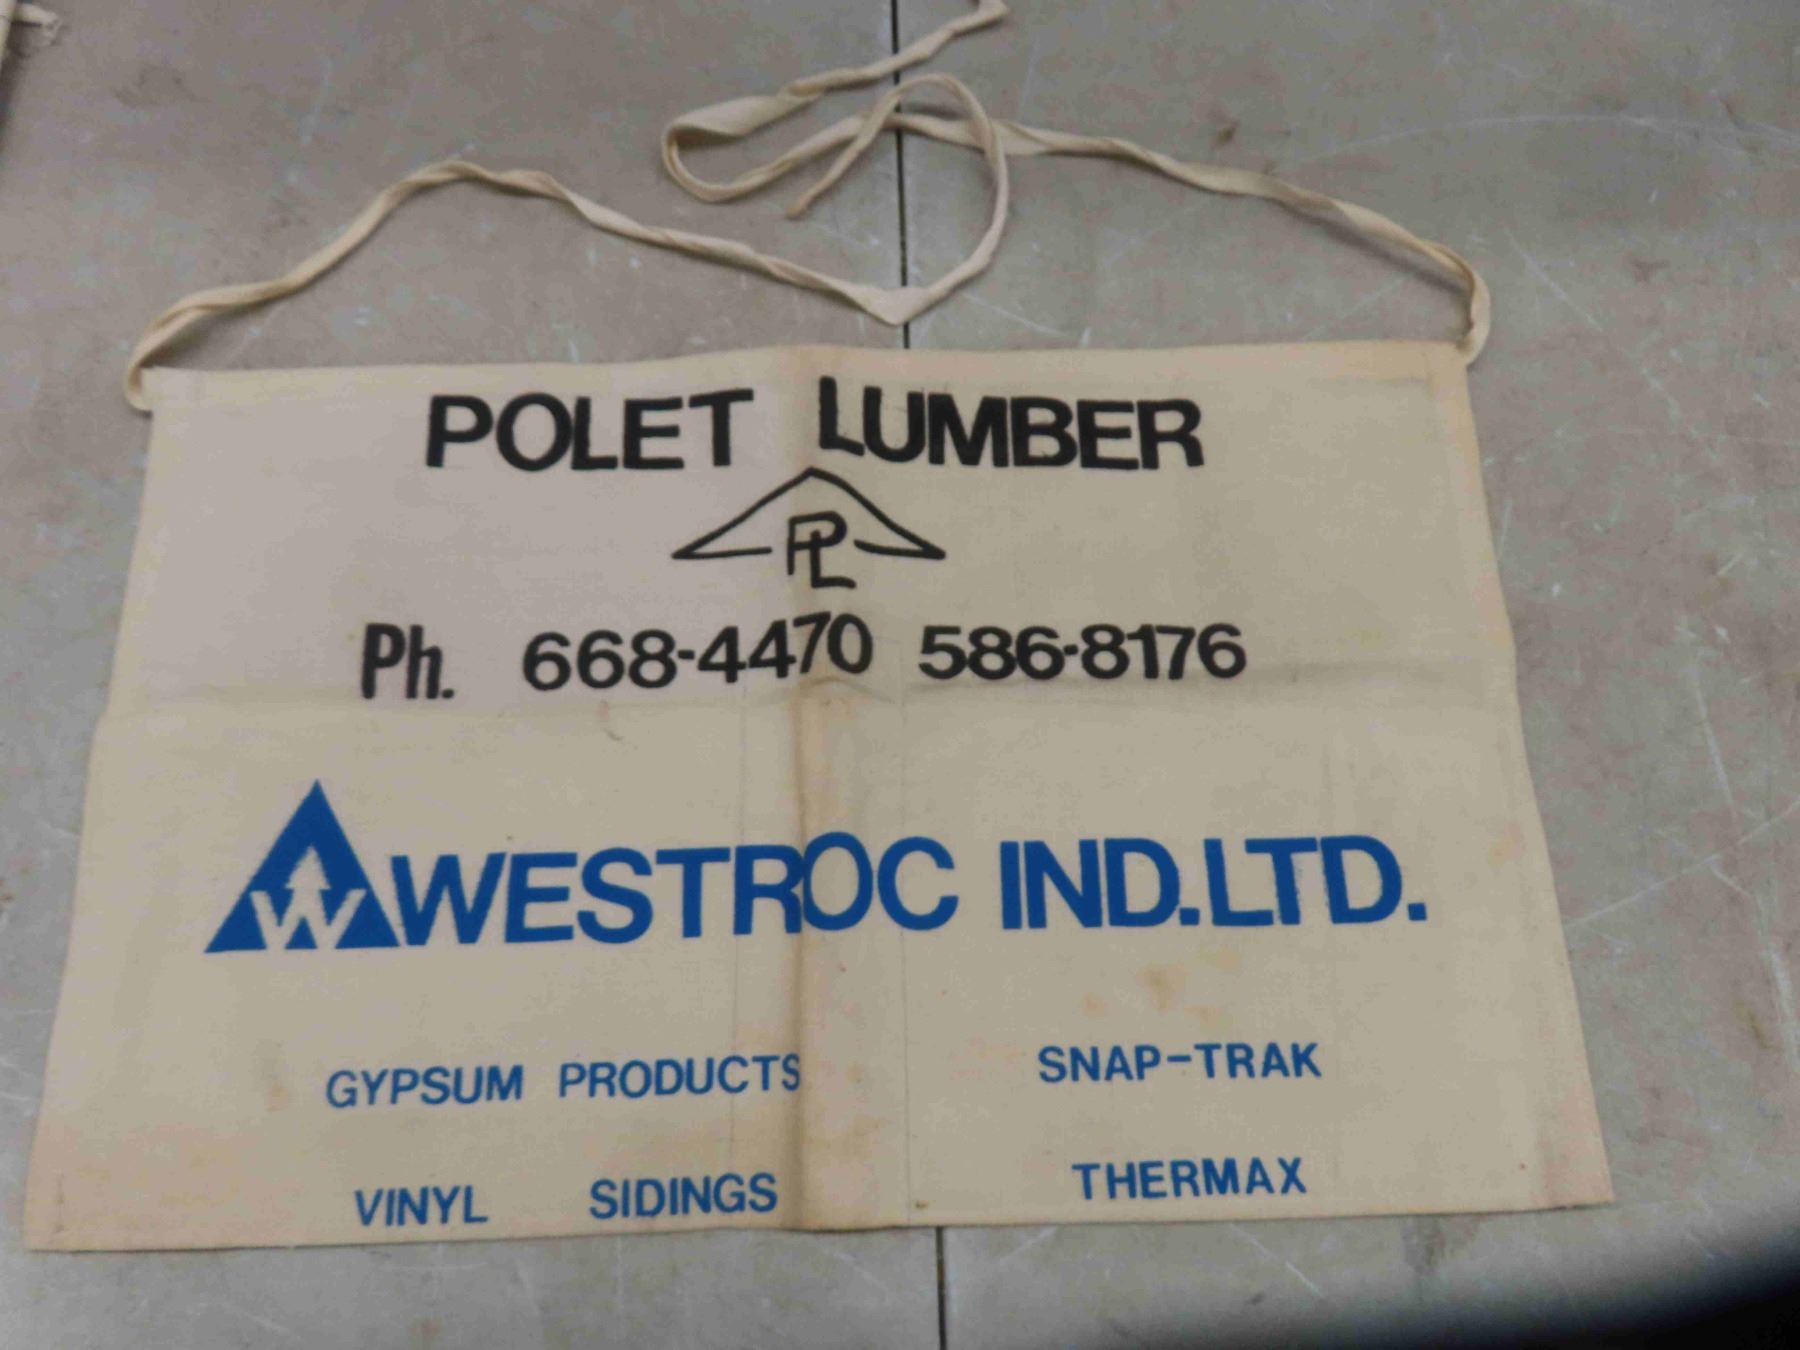 POLET LUMBER
PL
Ph. 668-4470 586-8176
W WESTROC IND.LTD.
GYPSUM PRODUCTS SNAP-TRAK
VINYL SIDINGS THERMAX